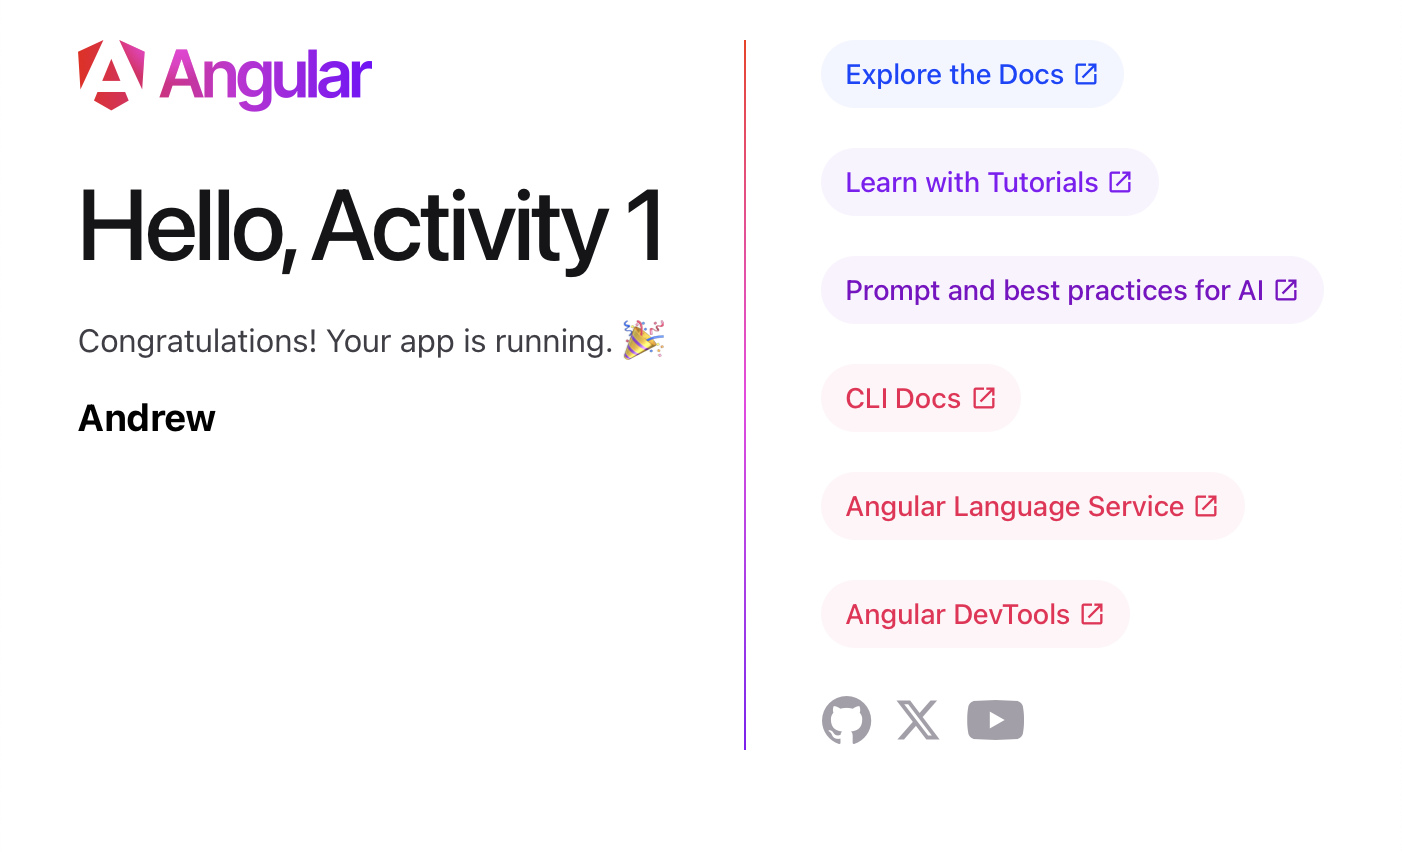 Angular
Hello, Activity 1
Congratulations! Your app is running. 🎉
Andrew
Explore the Docs
Learn with Tutorials
Prompt and best practices for AI
CLI Docs
Angular Language Service
Angular DevTools